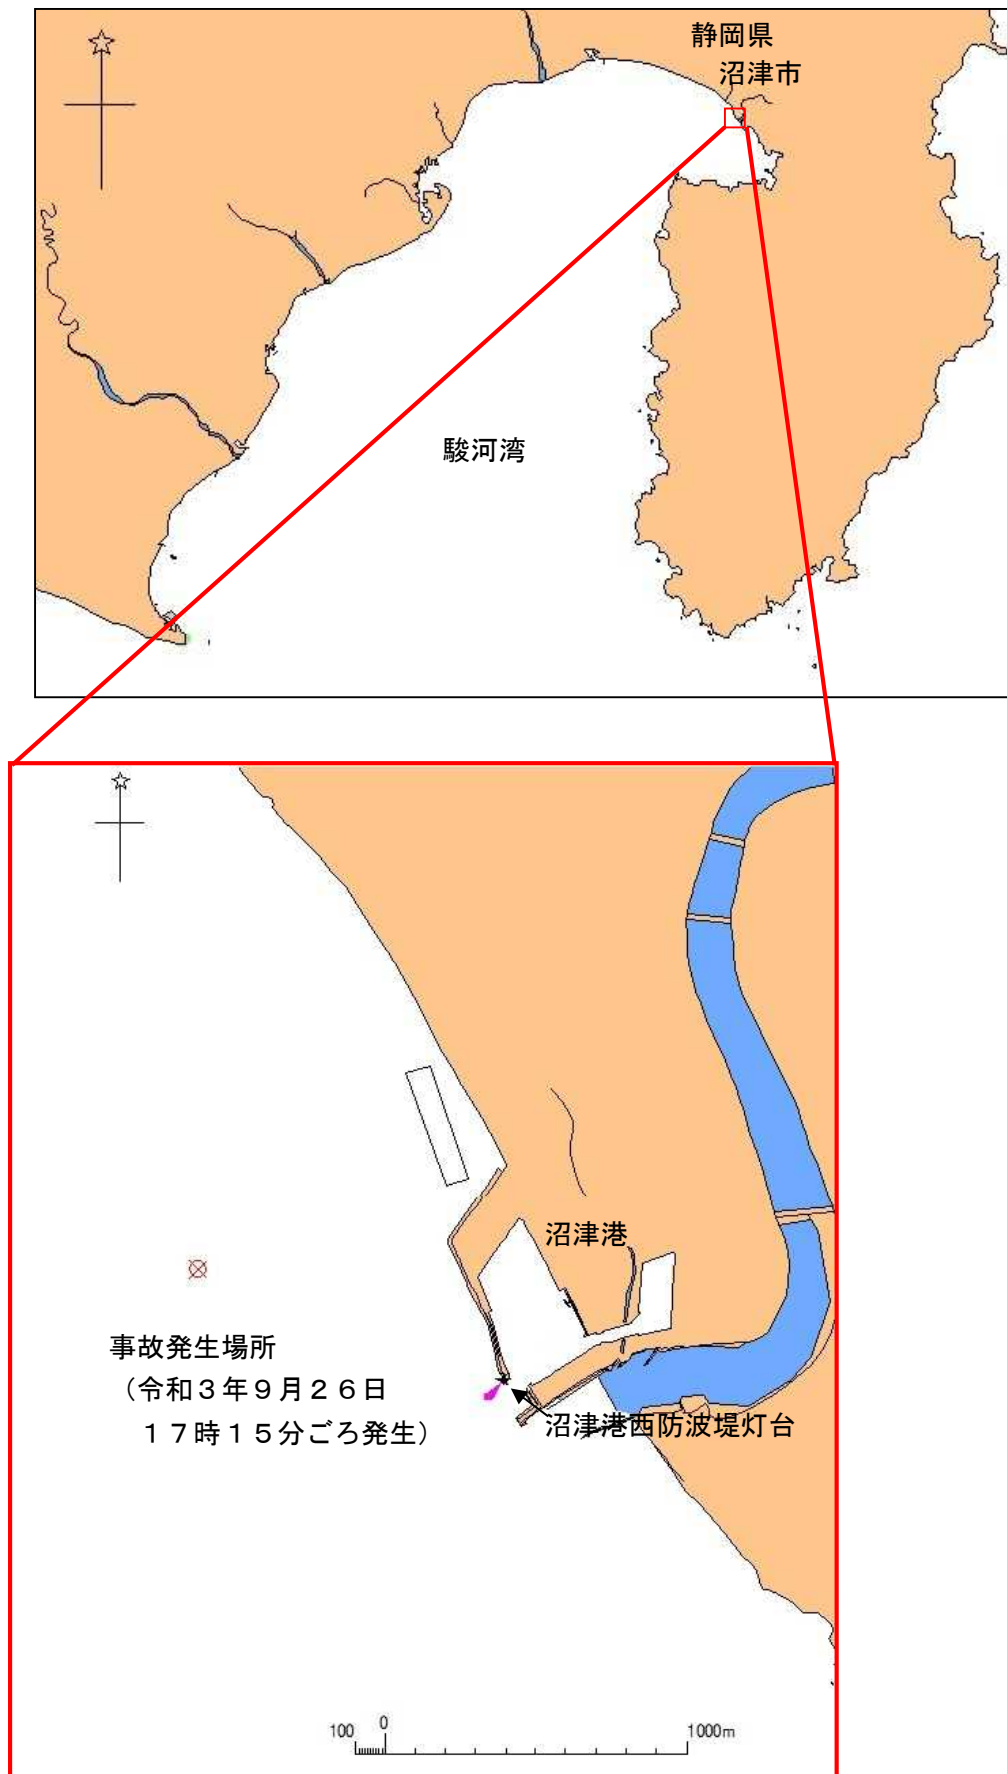 静岡県
沼津市
駿河湾
沼津港
事故発生場所
（令和３年９月２６日
１７時１５分ごろ発生）
沼津港西防波堤灯台
100 0 1000m